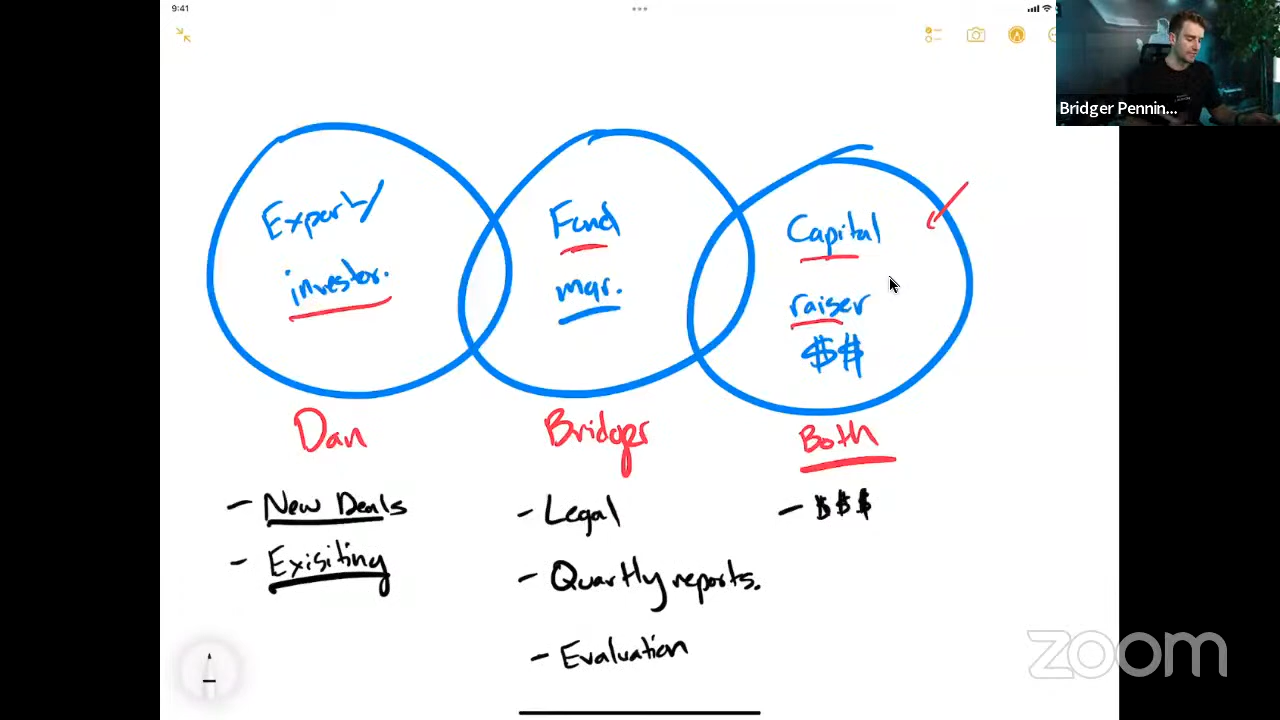 9:41
Bridger Pennin...
Expert/
investor.
Fund
mgr.
Capital
raiser
$$
Dan
Bridger
Both
- New Deals
- Exisiting
- Legal
- Quartly reports.
- Evaluation
- $$$
zoom